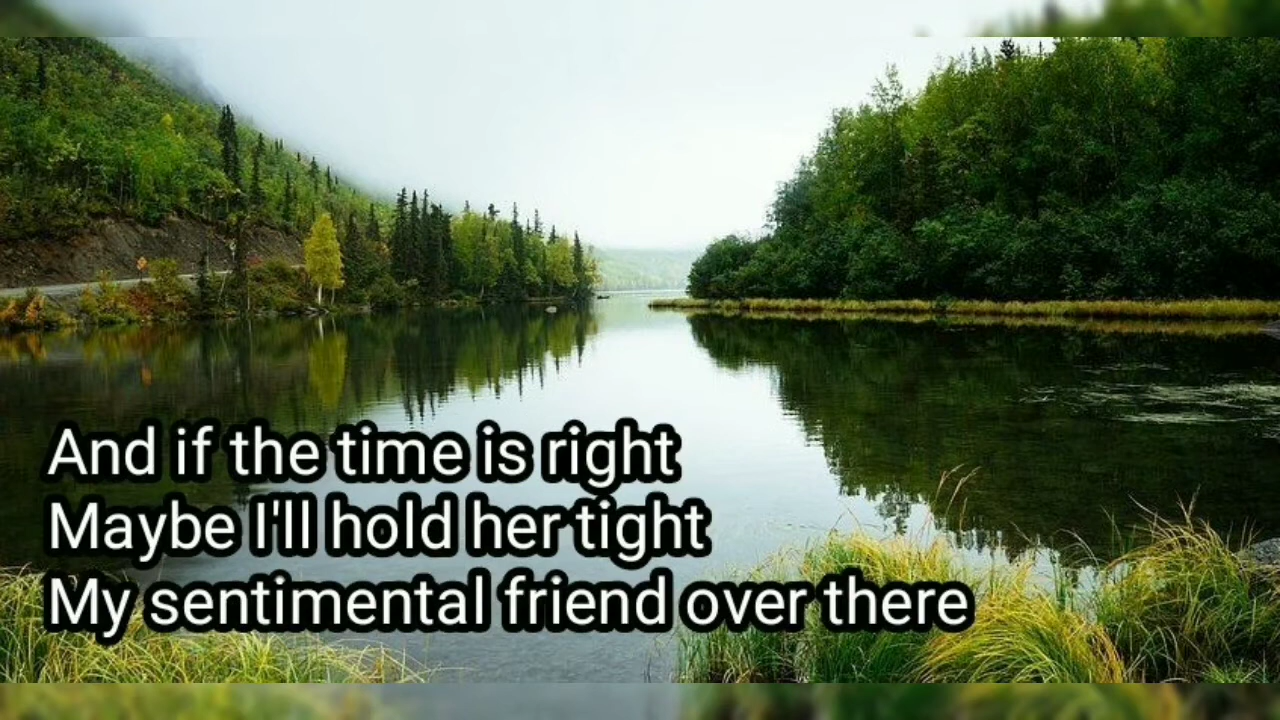 And if the time is right
Maybe I'll hold her tight
My sentimental friend over there